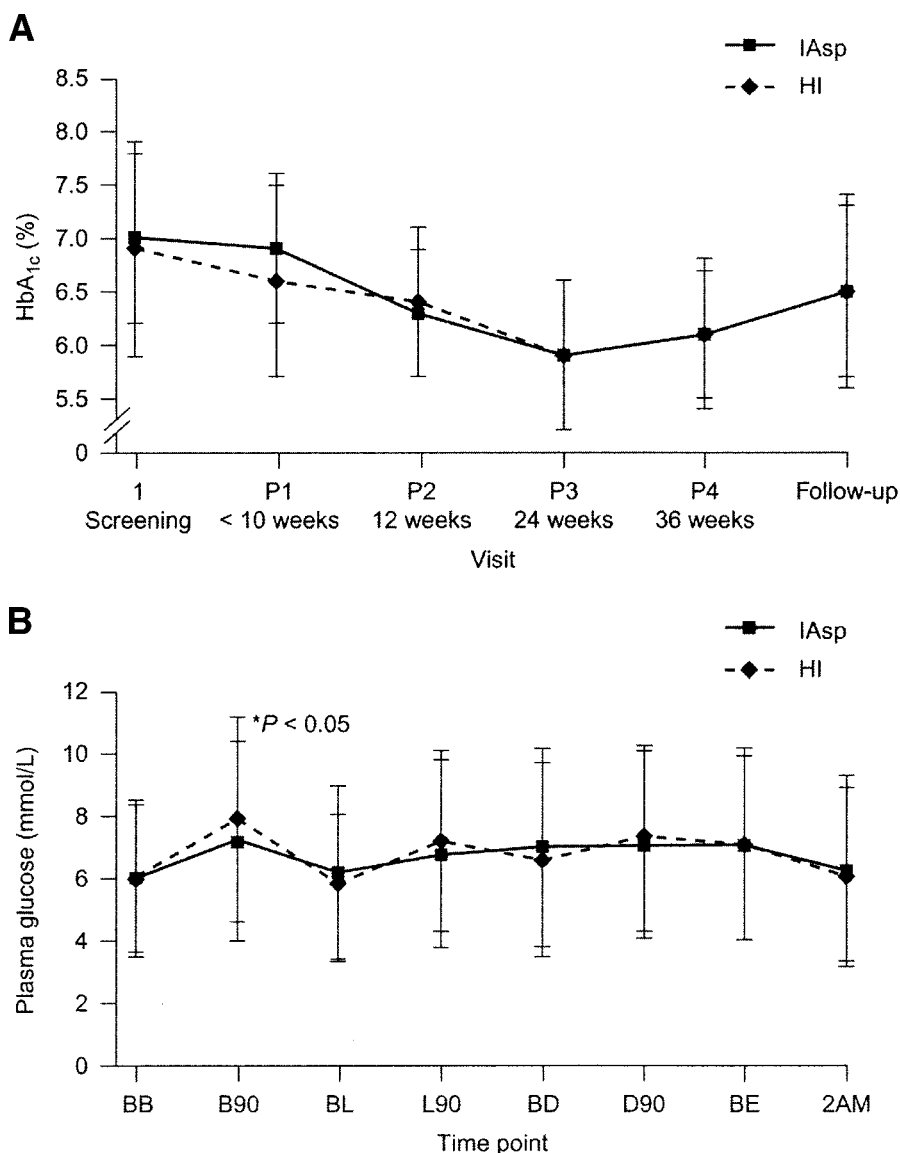 A
IAsp
HI
HbA1c (%)
8.5
8.0
7.5
7.0
6.5
6.0
5.5
0
1 P1 P2 P3 P4 Follow-up
Screening < 10 weeks 12 weeks 24 weeks 36 weeks
Visit
B
IAsp
HI
Plasma glucose (mmol/L)
12
10
8
6
4
2
0
*P < 0.05
BB B90 BL L90 BD D90 BE 2AM
Time point